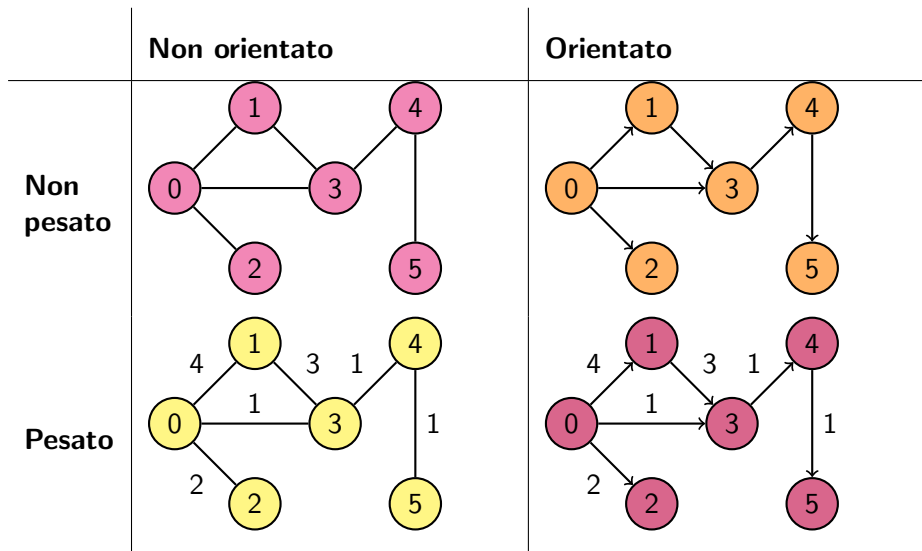 Non orientato Orientato
1 4 1 4
Non pesato 0 3 0 3
2 5 2 5
1 4 1 4
4 3 1 4 3 1
Pesato 0 1 3 1 0 1 3 1
2 2
2 5 2 5